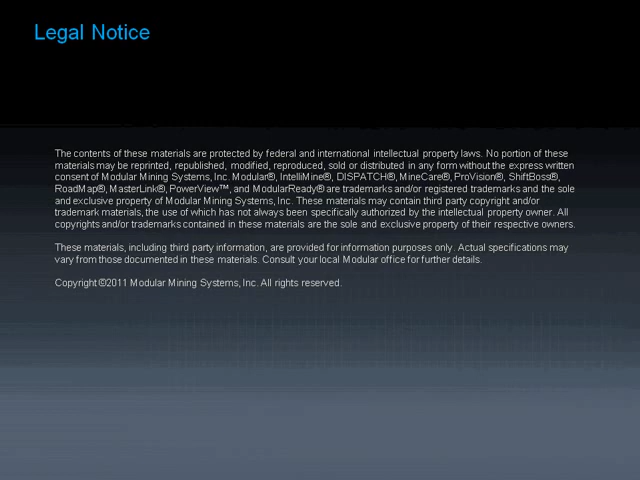 Legal Notice
The contents of these materials are protected by federal and international intellectual property laws. No portion of these
materials may be reprinted, republished, modified, reproduced, sold or distributed in any form without the express written
consent of Modular Mining Systems, Inc. Modular®, IntelliMine®, DISPATCH®, MineCare®, ProVision®, ShiftBoss®,
RoadMap®, MasterLink®, PowerView™, and ModularReady® are trademarks and/or registered trademarks and the sole
and exclusive property of Modular Mining Systems, Inc. These materials may contain third party copyright and/or
trademark materials, the use of which has not always been specifically authorized by the intellectual property owner. All
copyrights and/or trademarks contained in these materials are the sole and exclusive property of their respective owners.
These materials, including third party information, are provided for information purposes only. Actual specifications may
vary from those documented in these materials. Consult your local Modular office for further details.
Copyright©2011 Modular Mining Systems, Inc. All rights reserved.